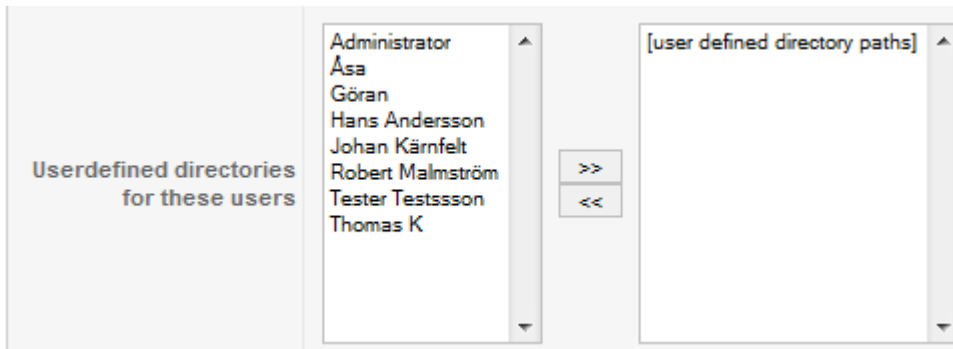 Userdefined directories
for these users
Administrator
Åsa
Göran
Hans Andersson
Johan Kärnfelt
Robert Malmström
Tester Testssson
Thomas K
>>
<<
[user defined directory paths]